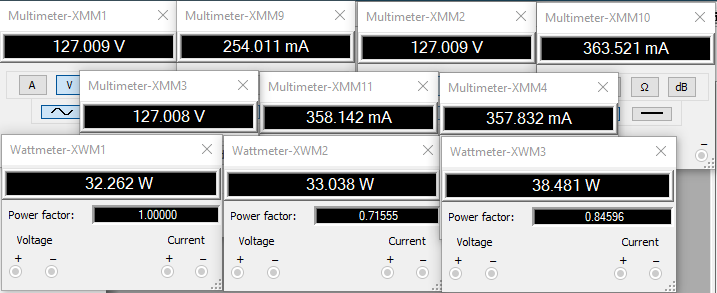 Multimeter-XMM1
Multimeter-XMM9
Multimeter-XMM2
Multimeter-XMM10
127.009 V
254.011 mA
127.009 V
363.521 mA
A
V
Ω
dB
Multimeter-XMM3
Multimeter-XMM11
Multimeter-XMM4
127.008 V
358.142 mA
357.832 mA
Wattmeter-XWM1
Wattmeter-XWM2
Wattmeter-XWM3
32.262 W
33.038 W
38.481 W
Power factor:
1.00000
Power factor:
0.71555
Power factor:
0.84596
Voltage
Current
Voltage
Current
Voltage
Current
+
−
+
−
+
−
+
−
+
−
+
−
−